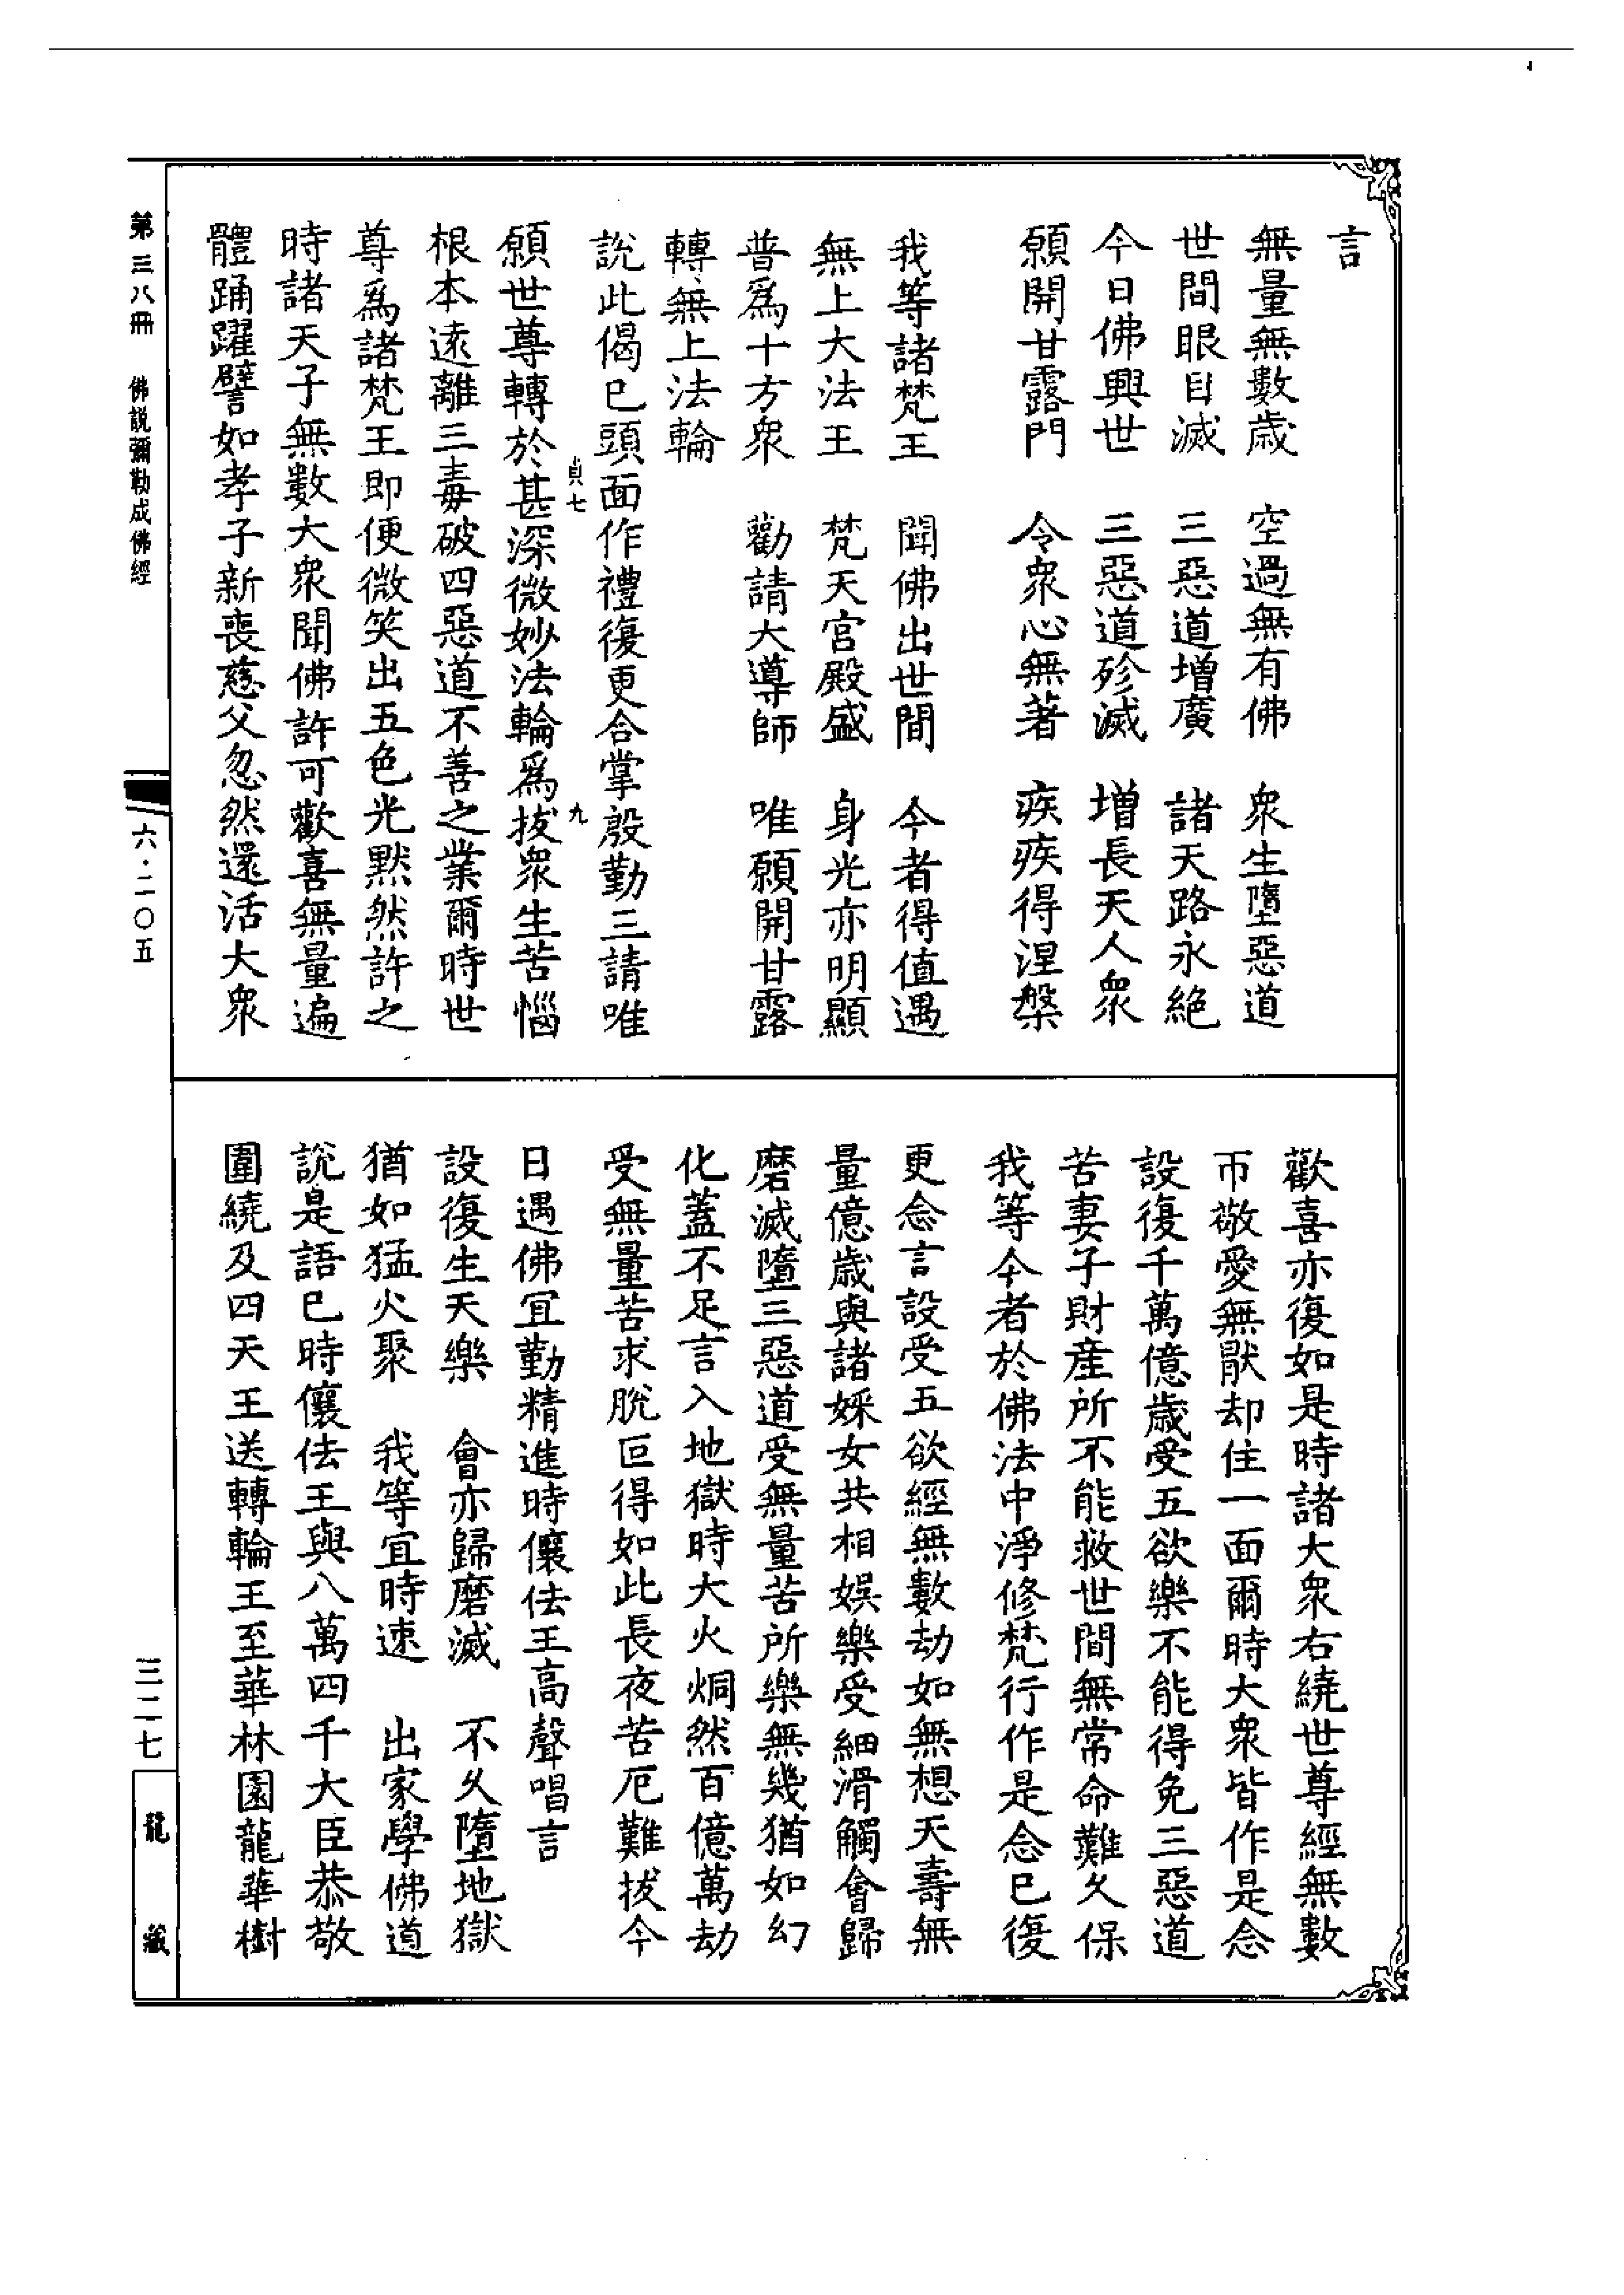 言
無量無數歲　空過無有佛　衆生墮惡道
世間眼目滅　三惡道增廣　諸天路永絕
今日佛興世　三惡道殄滅　增長天人衆
願開甘露門　令衆心無著　疾疾得涅槃
我等諸梵王　聞佛出世間　今者得值遇
無上大法王　梵天宮殿盛　身光亦明顯
普爲十方衆　勸請大導師　唯願開甘露
轉無上法輪
說此偈已頭面作禮復更合掌殷勤三請唯
貞七　九
願世尊轉於甚深微妙法輪爲拔衆生苦惱
根本遠離三毒破四惡道不善之業爾時世
尊爲諸梵王即便微笑出五色光默然許之
時諸天子無數大衆聞佛許可歡喜無量遍
體踊躍譬如孝子新喪慈父忽然還活大衆
歡喜亦復如是時諸大衆右繞世尊經無數
帀敬愛無猒却住一面爾時大衆皆作是念
設復千萬億歲受五欲樂不能得免三惡道
苦妻子財產所不能救世間無常命難久保
我等今者於佛法中淨修梵行作是念已復
更念言設受五欲經無數劫如無想天壽無
量億歲與諸婇女共相娛樂受細滑觸會歸
磨滅墮三惡道受無量苦所樂無幾猶如幻
化蓋不足言入地獄時大火烔然百億萬劫
受無量苦求脫叵得如此長夜苦厄難拔今
日遇佛宜勤精進時儴佉王高聲唱言
設復生天樂　會亦歸磨滅　不久墮地獄
猶如猛火聚　我等宜時速　出家學佛道
說是語已時儴佉王與八萬四千大臣恭敬
圍繞及四天王送轉輪王至華林園龍華樹
第三八冊　佛說彌勒成佛經
六·二〇五
三二七
龍藏